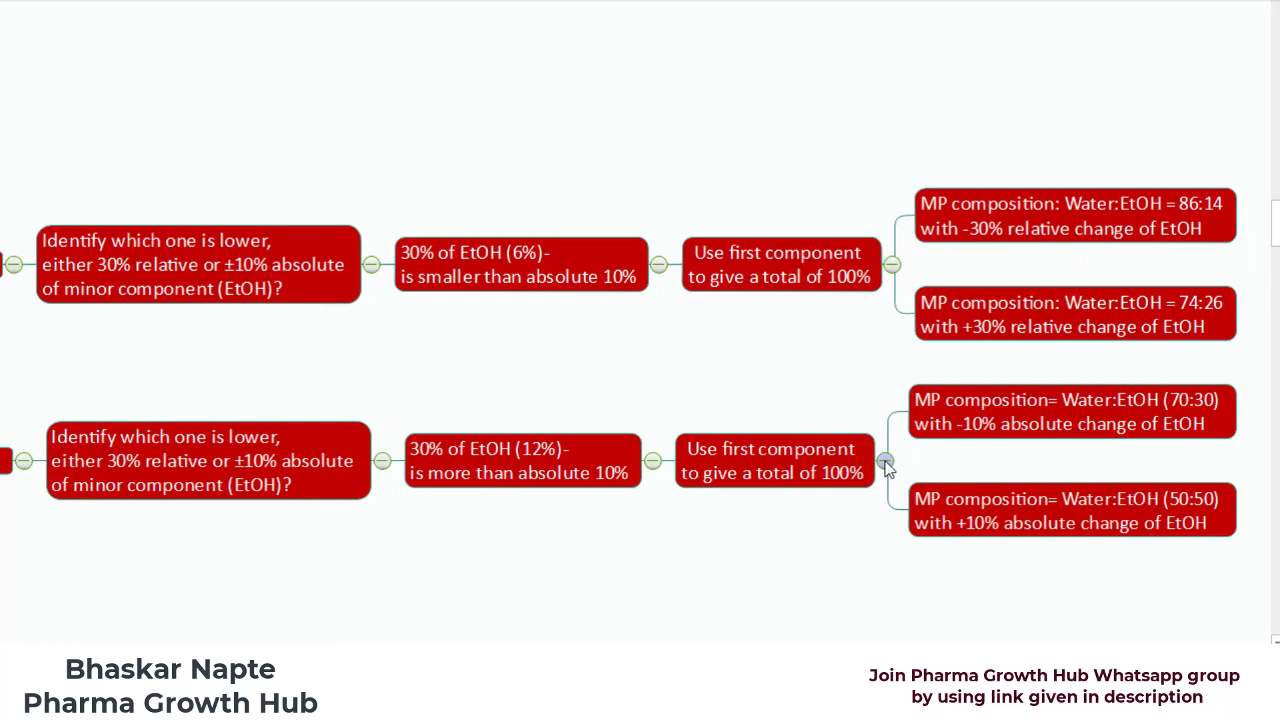 Identify which one is lower,
either 30% relative or ±10% absolute
of minor component (EtOH)?
30% of EtOH (6%)-
is smaller than absolute 10%
Use first component
to give a total of 100%
MP composition: Water:EtOH = 86:14
with -30% relative change of EtOH
MP composition: Water:EtOH = 74:26
with +30% relative change of EtOH
Identify which one is lower,
either 30% relative or ±10% absolute
of minor component (EtOH)?
30% of EtOH (12%)-
is more than absolute 10%
Use first component
to give a total of 100%
MP composition= Water:EtOH (70:30)
with -10% absolute change of EtOH
MP composition= Water:EtOH (50:50)
with +10% absolute change of EtOH
Bhaskar Napte
Pharma Growth Hub
Join Pharma Growth Hub Whatsapp group
by using link given in description